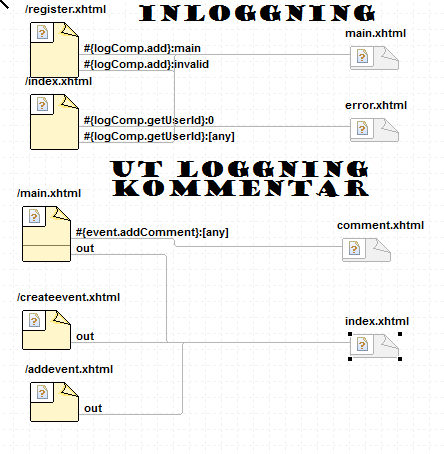 /register.xhtml
INLOGGNING
#{logComp.add}:main
main.xhtml
#{logComp.add}:invalid
/index.xhtml
#{logComp.getUserId}:0
error.xhtml
#{logComp.getUserId}:[any]
UT LOGGNING
KOMMENTAR
/main.xhtml
#{event.addComment}:[any]
comment.xhtml
out
/createevent.xhtml
out
index.xhtml
/addevent.xhtml
out